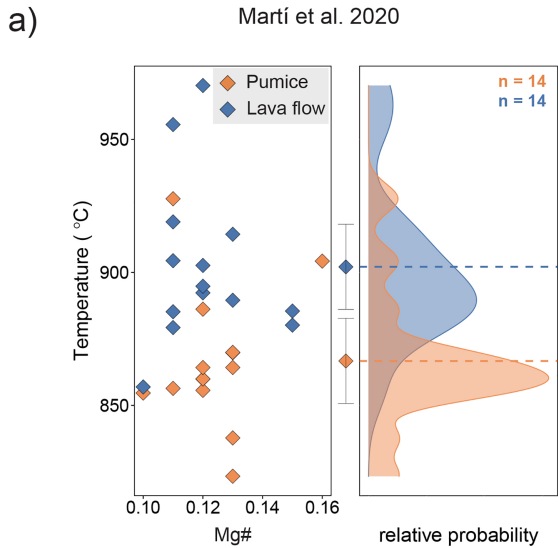 a)
Martí et al. 2020
Pumice
Lava flow
n = 14
n = 14
950
900
850
Temperature ( °C)
0.10
0.12
0.14
0.16
Mg#
relative probability